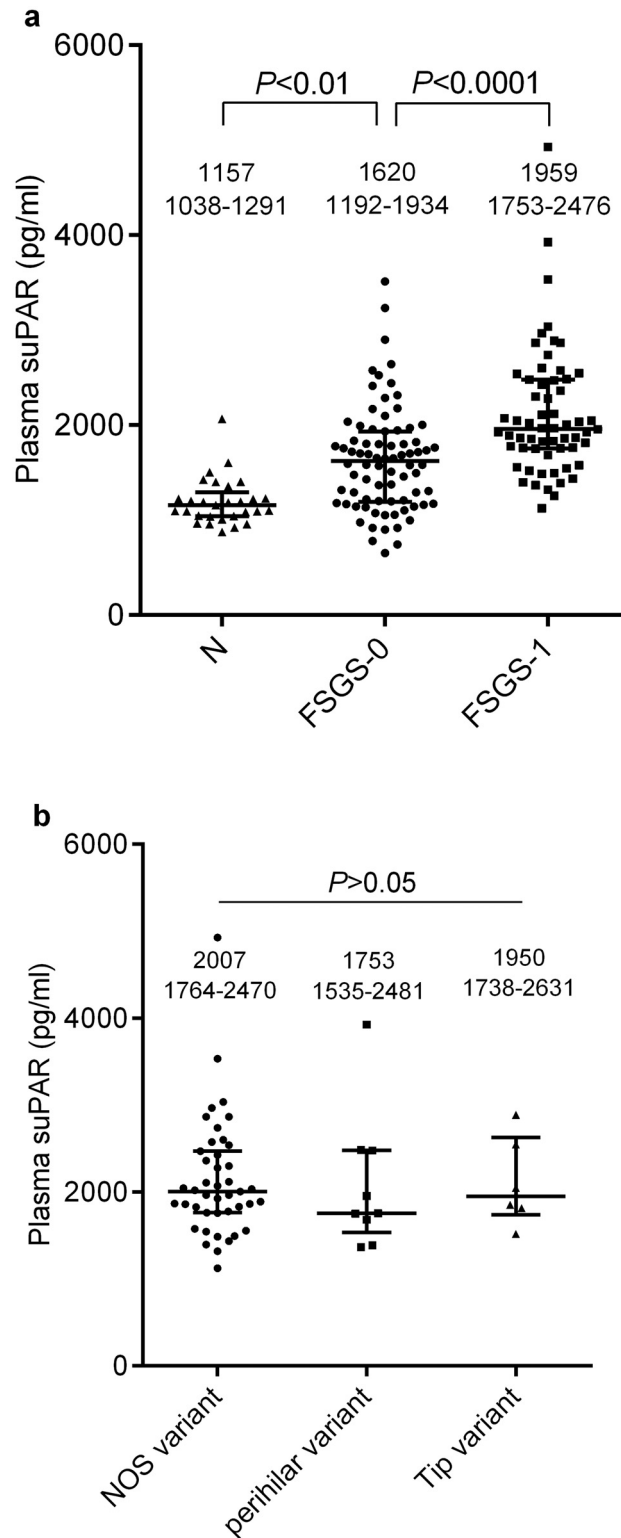 a
6000
P<0.01 P<0.0001
1157 1620 1959
1038-1291 1192-1934 1753-2476
4000
Plasma suPAR (pg/ml)
2000
0
N FSGS-0 FSGS-1
b
6000
P>0.05
2007 1753 1950
1764-2470 1535-2481 1738-2631
4000
Plasma suPAR (pg/ml)
2000
0
NOS variant perihilar variant Tip variant